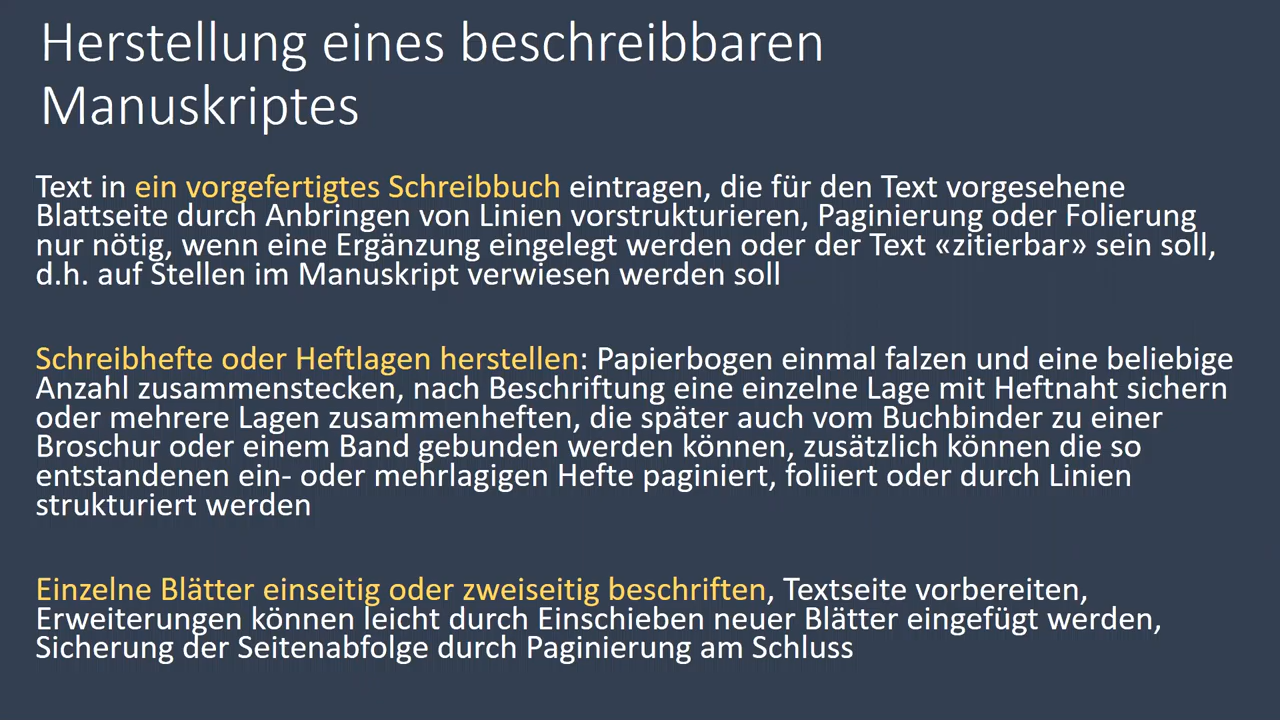 Herstellung eines beschreibbaren
Manuskriptes
Text in ein vorgefertigtes Schreibbuch eintragen, die für den Text vorgesehene
Blattseite durch Anbringen von Linien vorstrukturieren, Paginierung oder Folierung
nur nötig, wenn eine Ergänzung eingelegt werden oder der Text «zitierbar» sein soll,
d.h. auf Stellen im Manuskript verwiesen werden soll
Schreibhefte oder Heftlagen herstellen: Papierbogen einmal falzen und eine beliebige
Anzahl zusammenstecken, nach Beschriftung eine einzelne Lage mit Heftnaht sichern
oder mehrere Lagen zusammenheften, die später auch vom Buchbinder zu einer
Broschur oder einem Band gebunden werden können, zusätzlich können die so
entstandenen ein- oder mehrlagigen Hefte paginiert, foliiert oder durch Linien
strukturiert werden
Einzelne Blätter einseitig oder zweiseitig beschriften, Textseite vorbereiten,
Erweiterungen können leicht durch Einschieben neuer Blätter eingefügt werden,
Sicherung der Seitenabfolge durch Paginierung am Schluss